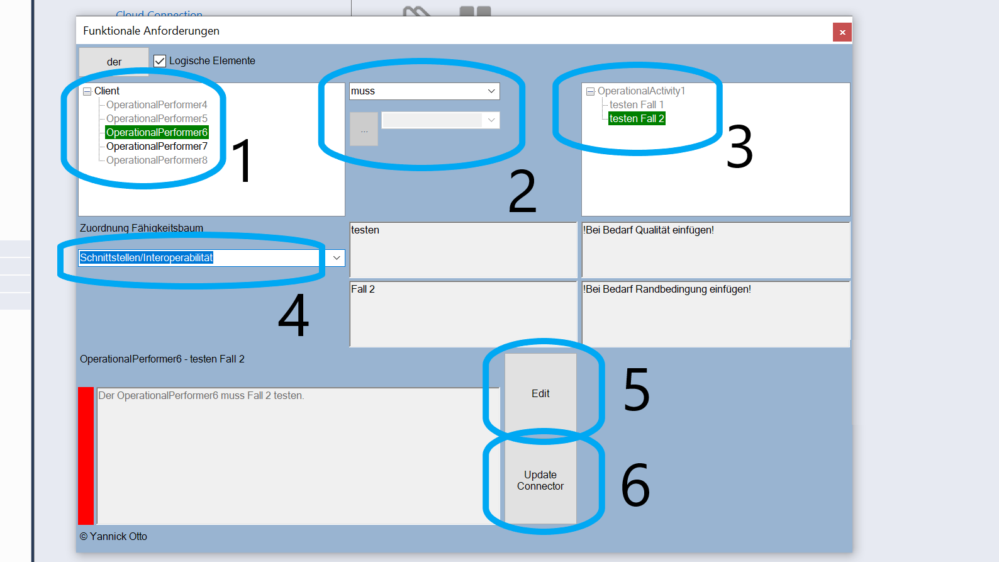 Cloud Connection
Funktionale Anforderungen
der
Logische Elemente
Client
OperationalPerformer4
OperationalPerformer5
OperationalPerformer6
OperationalPerformer7
OperationalPerformer8
1
muss
...
2
OperationalActivity1
testen Fall 1
testen Fall 2
3
Zuordnung Fähigkeitsbaum
Schnittstellen/Interoperabilität
4
testen
!Bei Bedarf Qualität einfügen!
Fall 2
!Bei Bedarf Randbedingung einfügen!
OperationalPerformer6 - testen Fall 2
Der OperationalPerformer6 muss Fall 2 testen.
Edit
5
Update
Connector
6
© Yannick Otto